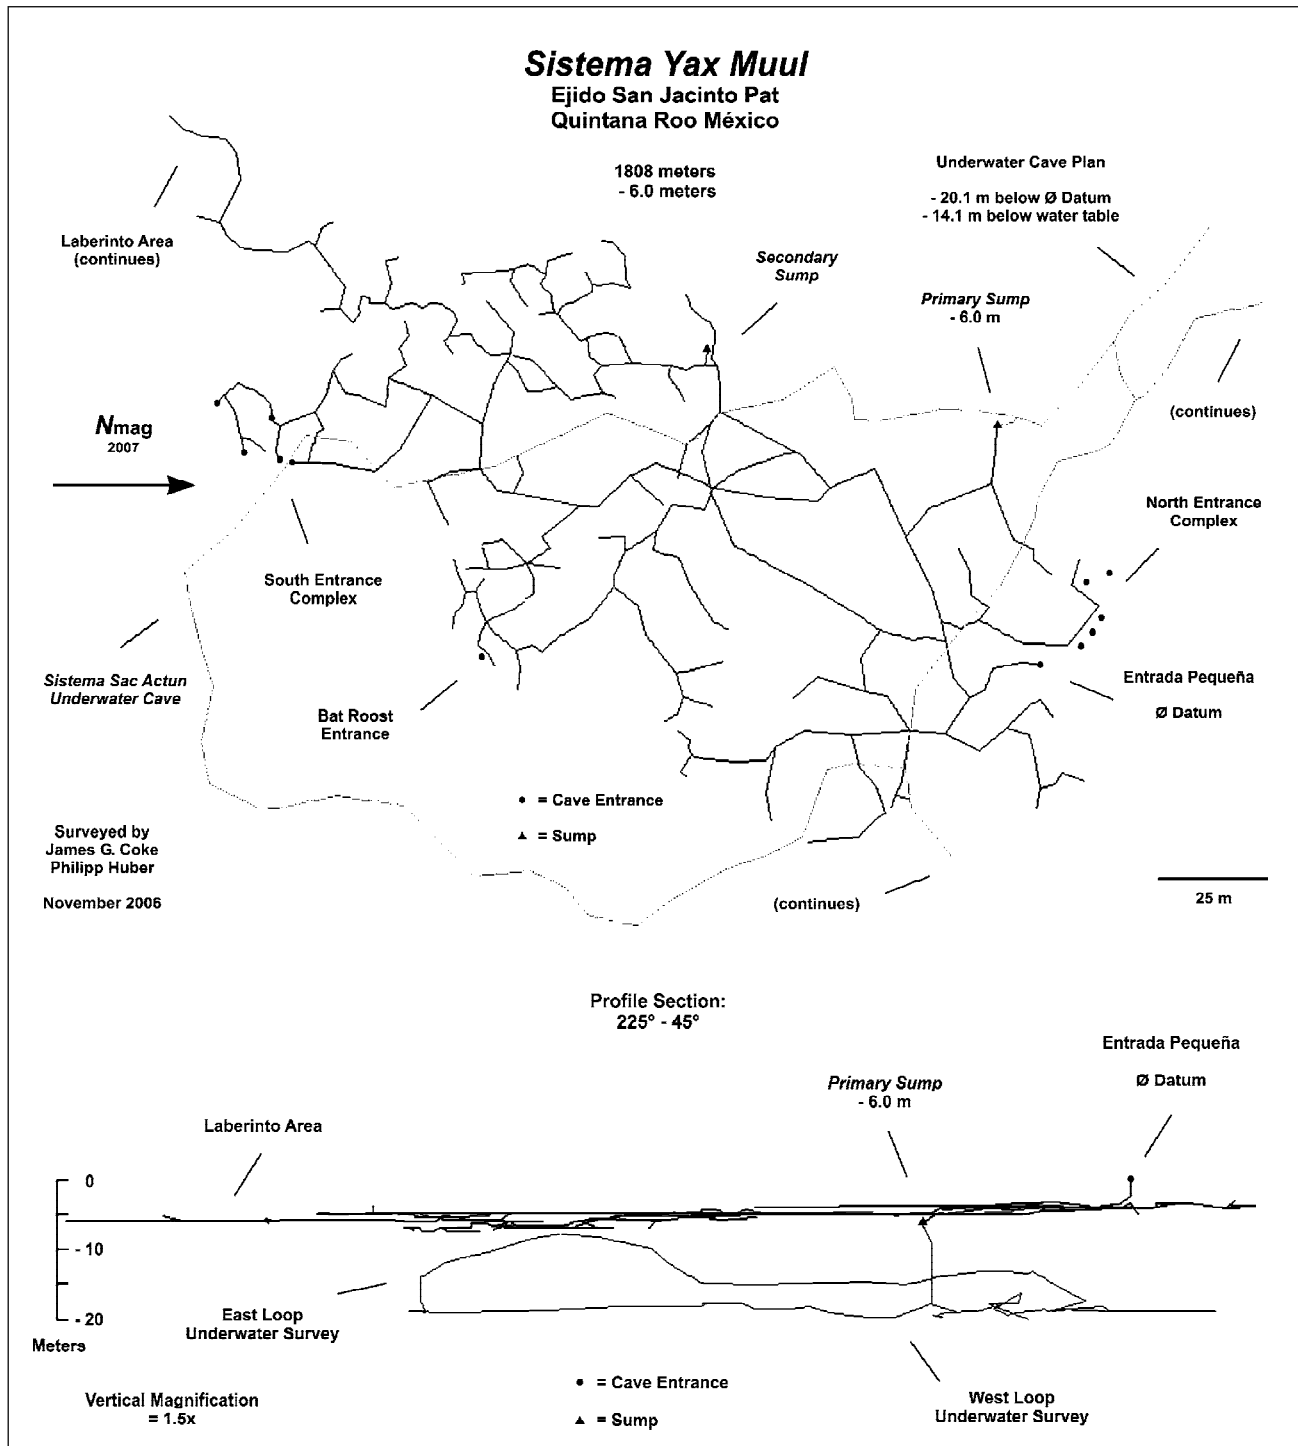 Sistema Yax Muul
Ejido San Jacinto Pat
Quintana Roo México
1808 meters
- 6.0 meters
Underwater Cave Plan
- 20.1 m below Ø Datum
- 14.1 m below water table
Laberinto Area
(continues)
Secondary
Sump
Primary Sump
- 6.0 m
(continues)
Nmag
2007
North Entrance
Complex
South Entrance
Complex
Sistema Sac Actun
Underwater Cave
Entrada Pequeña
Ø Datum
Bat Roost
Entrance
= Cave Entrance
= Sump
Surveyed by
James G. Coke
Philipp Huber
November 2006
(continues)
25 m
Profile Section:
225° - 45°
Entrada Pequeña
Ø Datum
Primary Sump
- 6.0 m
Laberinto Area
0
- 10
- 20
Meters
East Loop
Underwater Survey
Vertical Magnification
= 1.5x
= Cave Entrance
= Sump
West Loop
Underwater Survey